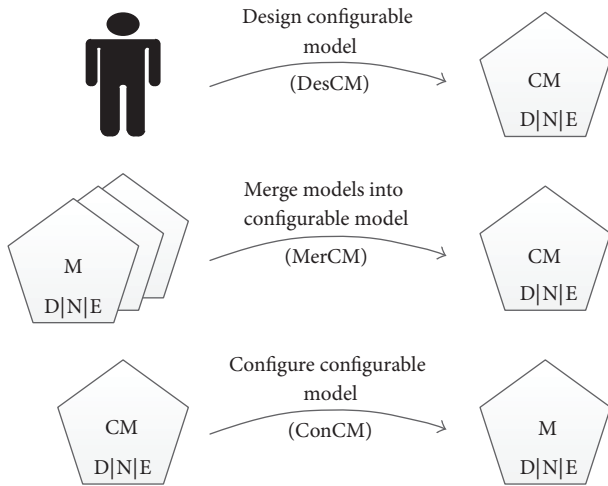 Design configurable
model
(DesCM)
CM
D|N|E
Merge models into
configurable model
(MerCM)
M
D|N|E
CM
D|N|E
Configure configurable
model
(ConCM)
CM
D|N|E
M
D|N|E